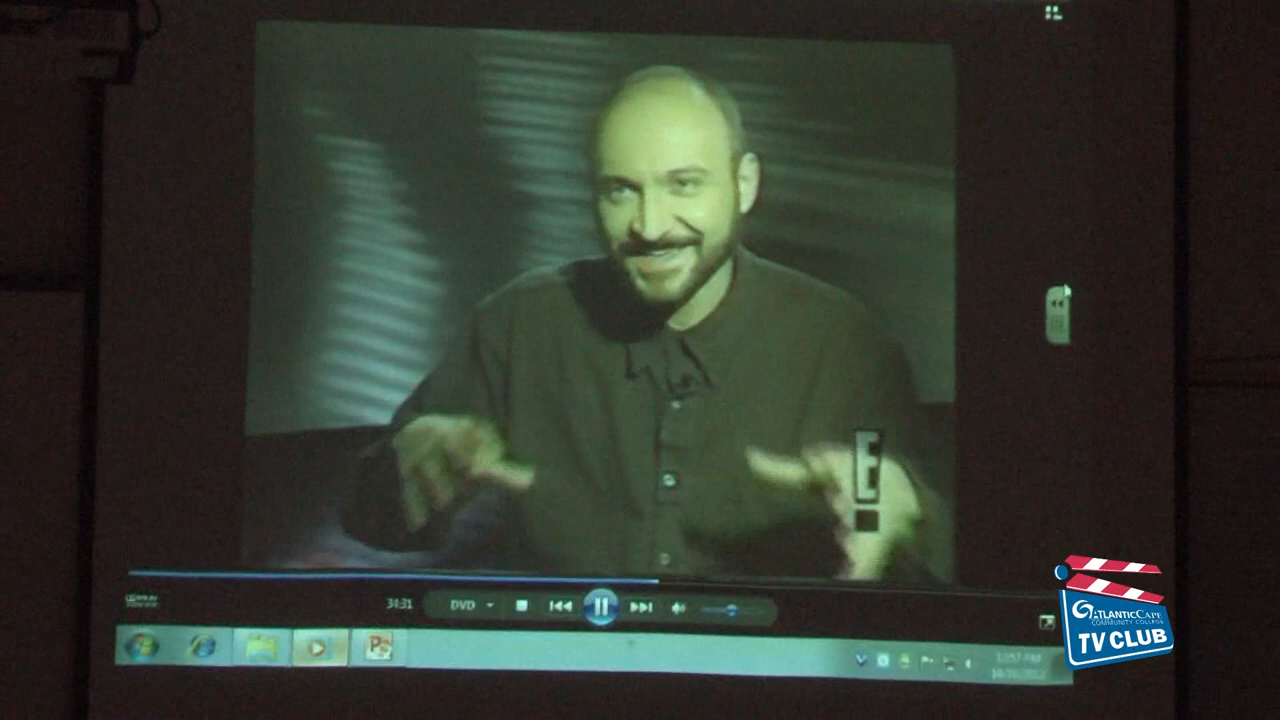 E!
34:31
DVD
ATLANTICCAPE
COMMUNITY COLLEGE
TV CLUB